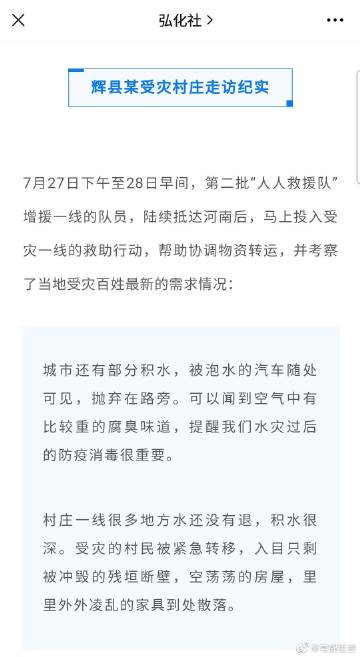 弘化社
辉县某受灾村庄走访纪实
7月27日下午至28日早间，第二批“人人救援队”
增援一线的队员，陆续抵达河南后，马上投入受
灾一线的救助行动，帮助协调物资转运，并考察
了当地受灾百姓最新的需求情况：
城市还有部分积水，被泡水的汽车随处
可见，抛弃在路旁。可以闻到空气中有
比较重的腐臭味道，提醒我们水灾过后
的防疫消毒很重要。
村庄一线很多地方水还没有退，积水很
深。受灾的村民被紧急转移，入目只剩
被冲毁的残垣断壁，空荡荡的房屋，里
里外外凌乱的家具到处散落。